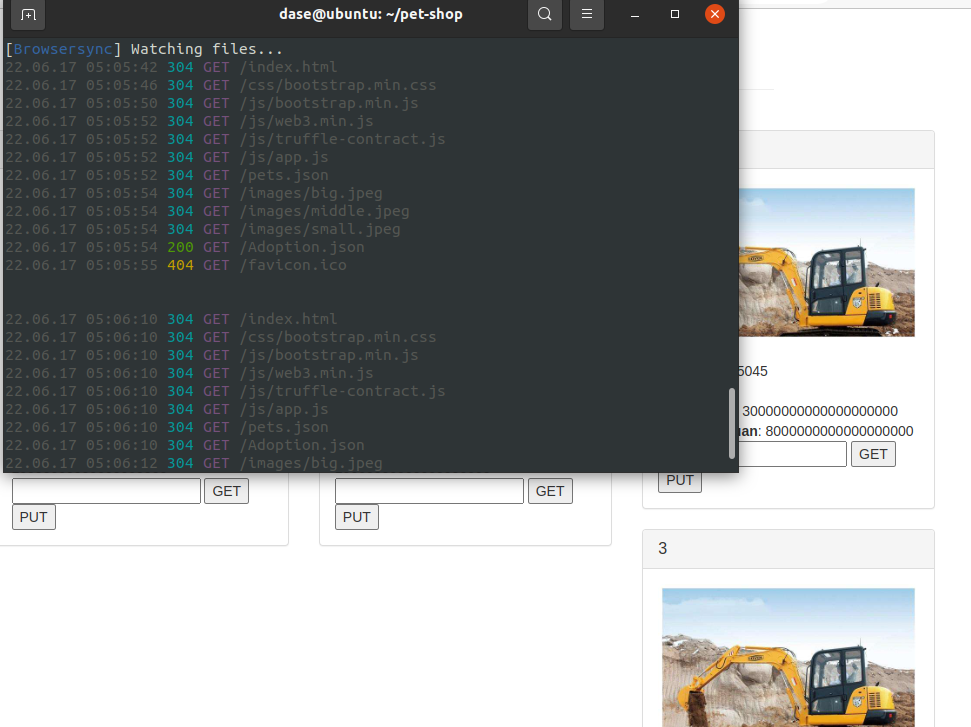 dase@ubuntu: ~/pet-shop
[Browsersync] Watching files...
22.06.17 05:05:42 304 GET /index.html
22.06.17 05:05:46 304 GET /css/bootstrap.min.css
22.06.17 05:05:50 304 GET /js/bootstrap.min.js
22.06.17 05:05:52 304 GET /js/web3.min.js
22.06.17 05:05:52 304 GET /js/truffle-contract.js
22.06.17 05:05:52 304 GET /js/app.js
22.06.17 05:05:52 304 GET /pets.json
22.06.17 05:05:54 304 GET /images/big.jpeg
22.06.17 05:05:54 304 GET /images/middle.jpeg
22.06.17 05:05:54 304 GET /images/small.jpeg
22.06.17 05:05:54 200 GET /Adoption.json
22.06.17 05:05:55 404 GET /favicon.ico
22.06.17 05:06:10 304 GET /index.html
22.06.17 05:06:10 304 GET /css/bootstrap.min.css
22.06.17 05:06:10 304 GET /js/bootstrap.min.js
22.06.17 05:06:10 304 GET /js/web3.min.js
22.06.17 05:06:10 304 GET /js/truffle-contract.js
22.06.17 05:06:10 304 GET /js/app.js
22.06.17 05:06:10 304 GET /pets.json
22.06.17 05:06:10 304 GET /Adoption.json
22.06.17 05:06:12 304 GET /images/big.jpeg
5045
30000000000000000000
uan: 8000000000000000000
GET
PUT
GET
PUT
GET
PUT
3